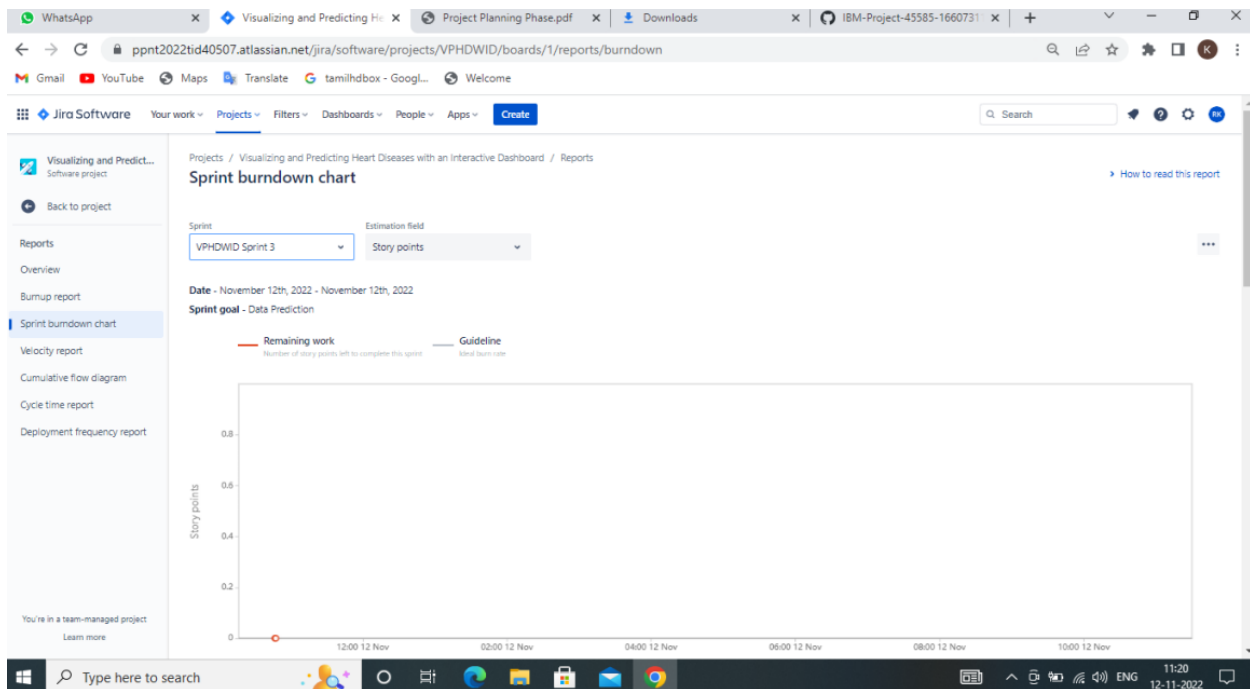 WhatsApp
Visualizing and Predicting He
Project Planning Phase.pdf
Downloads
IBM-Project-45585-1660731
ppnt2022tid40507.atlassian.net/jira/software/projects/VPHDWID/boards/1/reports/burndown
K
Gmail
YouTube
Maps
Translate
tamilhdbox - Googl...
Welcome
Jira Software
Your work
Projects
Filters
Dashboards
People
Apps
Create
Search
RK
Visualizing and Predict...
Software project
Back to project
Reports
Overview
Burnup report
Sprint burndown chart
Velocity report
Cumulative flow diagram
Cycle time report
Deployment frequency report
You're in a team-managed project
Learn more
Projects / Visualizing and Predicting Heart Diseases with an Interactive Dashboard / Reports
Sprint burndown chart
How to read this report
Sprint
Estimation field
VPHDWID Sprint 3
Story points
Date - November 12th, 2022 - November 12th, 2022
Sprint goal - Data Prediction
Remaining work
Number of story points left to complete this sprint
Guideline
Ideal burn rate
Story points
0.8
0.6
0.4
0.2
0
12:00 12 Nov
02:00 12 Nov
04:00 12 Nov
06:00 12 Nov
08:00 12 Nov
10:00 12 Nov
Type here to search
ENG
11:20
12-11-2022